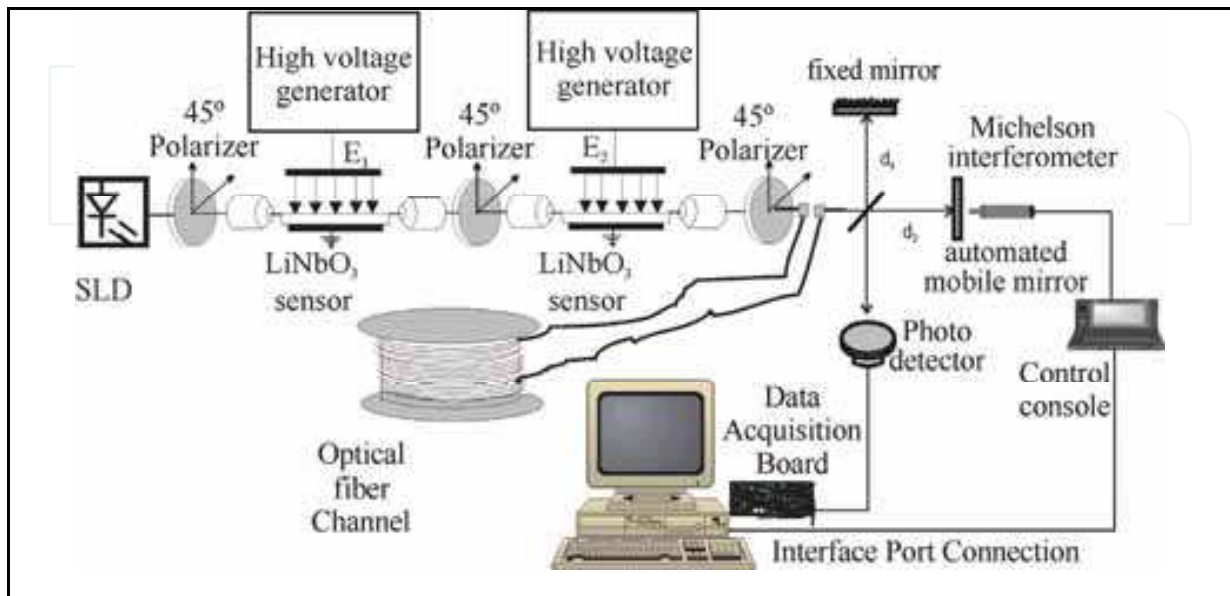 High voltage
generator
High voltage
generator
fixed mirror
45º
Polarizer
45º
Polarizer
45º
Polarizer
Michelson
interferometer
E₁
E₂
d₁
d₂
SLD
LiNbO₃
sensor
LiNbO₃
sensor
automated
mobile mirror
Photo
detector
Control
console
Data
Acquisition
Board
Optical
fiber
Channel
Interface Port Connection